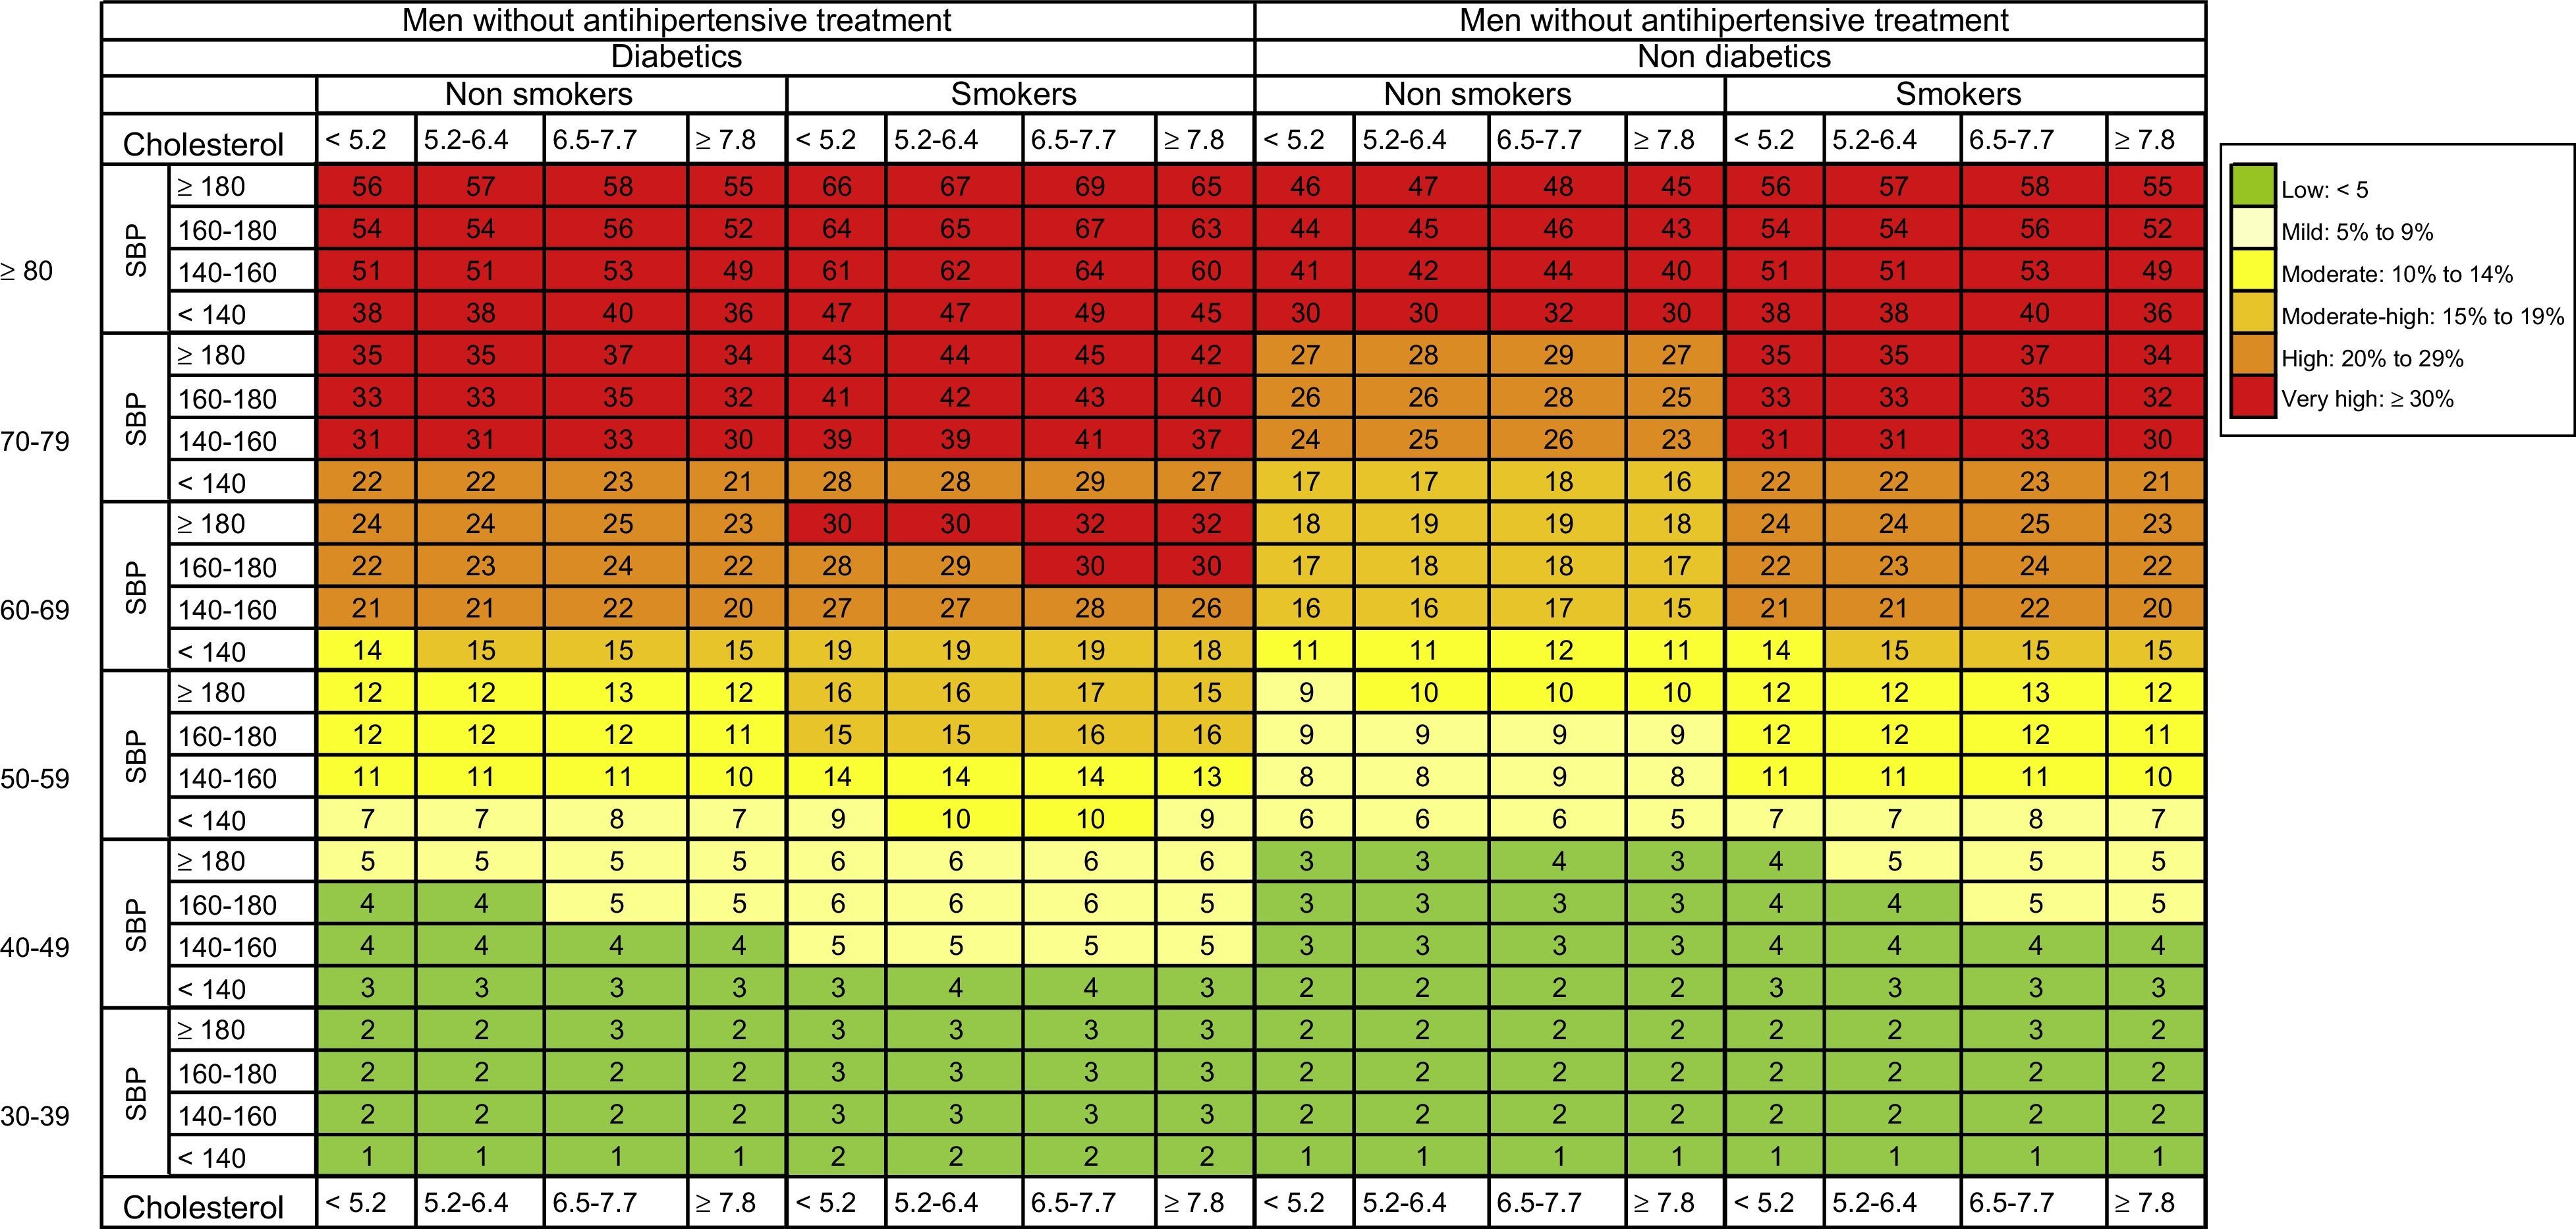 Men without antihipertensive treatment Men without antihipertensive treatment
Diabetics Non diabetics
Non smokers Smokers Non smokers Smokers
Cholesterol < 5.2 5.2-6.4 6.5-7.7 ≥ 7.8 < 5.2 5.2-6.4 6.5-7.7 ≥ 7.8 < 5.2 5.2-6.4 6.5-7.7 ≥ 7.8 < 5.2 5.2-6.4 6.5-7.7 ≥ 7.8
≥ 80
SBP
≥ 180 56 57 58 55 66 67 69 65 46 47 48 45 56 57 58 55
160-180 54 54 56 52 64 65 67 63 44 45 46 43 54 54 56 52
140-160 51 51 53 49 61 62 64 60 41 42 44 40 51 51 53 49
< 140 38 38 40 36 47 47 49 45 30 30 32 30 38 38 40 36
70-79
SBP
≥ 180 35 35 37 34 43 44 45 42 27 28 29 27 35 35 37 34
160-180 33 33 35 32 41 42 43 40 26 26 28 25 33 33 35 32
140-160 31 31 33 30 39 39 41 37 24 25 26 23 31 31 33 30
< 140 22 22 23 21 28 28 29 27 17 17 18 16 22 22 23 21
60-69
SBP
≥ 180 24 24 25 23 30 30 32 32 18 19 19 18 24 24 25 23
160-180 22 23 24 22 28 29 30 30 17 18 18 17 22 23 24 22
140-160 21 21 22 20 27 27 28 26 16 16 17 15 21 21 22 20
< 140 14 15 15 15 19 19 19 18 11 11 12 11 14 15 15 15
50-59
SBP
≥ 180 12 12 13 12 16 16 17 15 9 10 10 10 12 12 13 12
160-180 12 12 12 11 15 15 16 16 9 9 9 9 12 12 12 11
140-160 11 11 11 10 14 14 14 13 8 8 9 8 11 11 11 10
< 140 7 7 8 7 9 10 10 9 6 6 6 5 7 7 8 7
40-49
SBP
≥ 180 5 5 5 5 6 6 6 6 3 3 4 3 4 5 5 5
160-180 4 4 5 5 6 6 6 5 3 3 3 3 4 4 5 5
140-160 4 4 4 4 5 5 5 5 3 3 3 3 4 4 4 4
< 140 3 3 3 3 3 4 4 3 2 2 2 2 3 3 3 3
30-39
SBP
≥ 180 2 2 3 2 3 3 3 3 2 2 2 2 2 2 3 2
160-180 2 2 2 2 3 3 3 3 2 2 2 2 2 2 2 2
140-160 2 2 2 2 3 3 3 3 2 2 2 2 2 2 2 2
< 140 1 1 1 1 2 2 2 2 1 1 1 1 1 1 1 1
Cholesterol < 5.2 5.2-6.4 6.5-7.7 ≥ 7.8 < 5.2 5.2-6.4 6.5-7.7 ≥ 7.8 < 5.2 5.2-6.4 6.5-7.7 ≥ 7.8 < 5.2 5.2-6.4 6.5-7.7 ≥ 7.8
Low: < 5
Mild: 5% to 9%
Moderate: 10% to 14%
Moderate-high: 15% to 19%
High: 20% to 29%
Very high: ≥ 30%